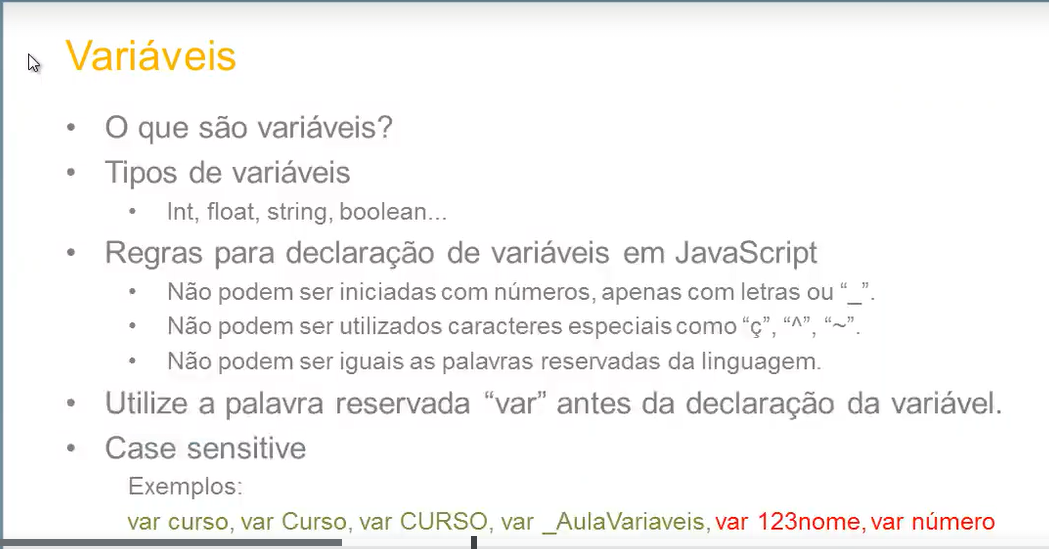 Variáveis
• O que são variáveis?
• Tipos de variáveis
• Int, float, string, boolean...
• Regras para declaração de variáveis em JavaScript
• Não podem ser iniciadas com números, apenas com letras ou “_”.
• Não podem ser utilizados caracteres especiais como “ç”, “^”, “~”.
• Não podem ser iguais as palavras reservadas da linguagem.
• Utilize a palavra reservada “var” antes da declaração da variável.
• Case sensitive
Exemplos:
var curso, var Curso, var CURSO, var _AulaVariaveis, var 123nome, var número